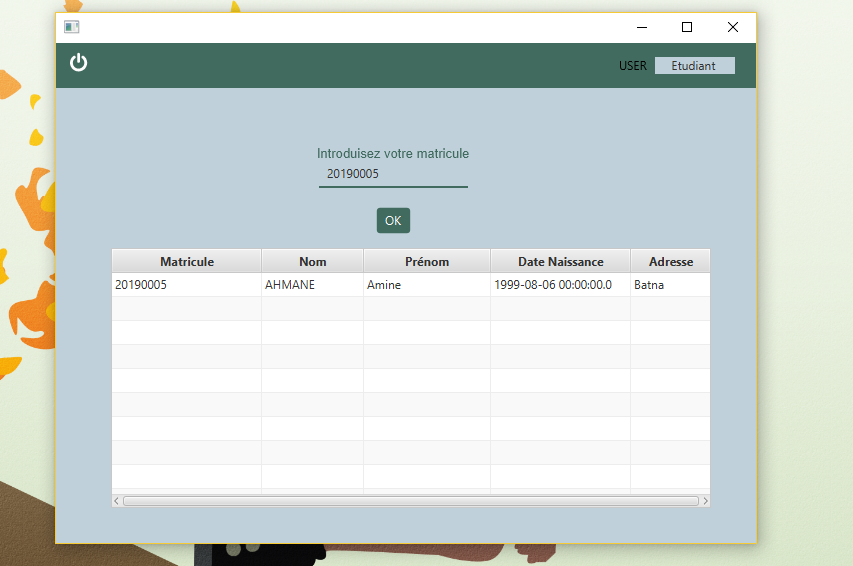 USER Etudiant
Introduisez votre matricule
20190005
OK
Matricule Nom Prénom Date Naissance Adresse
20190005 AHMANE Amine 1999-08-06 00:00:00.0 Batna